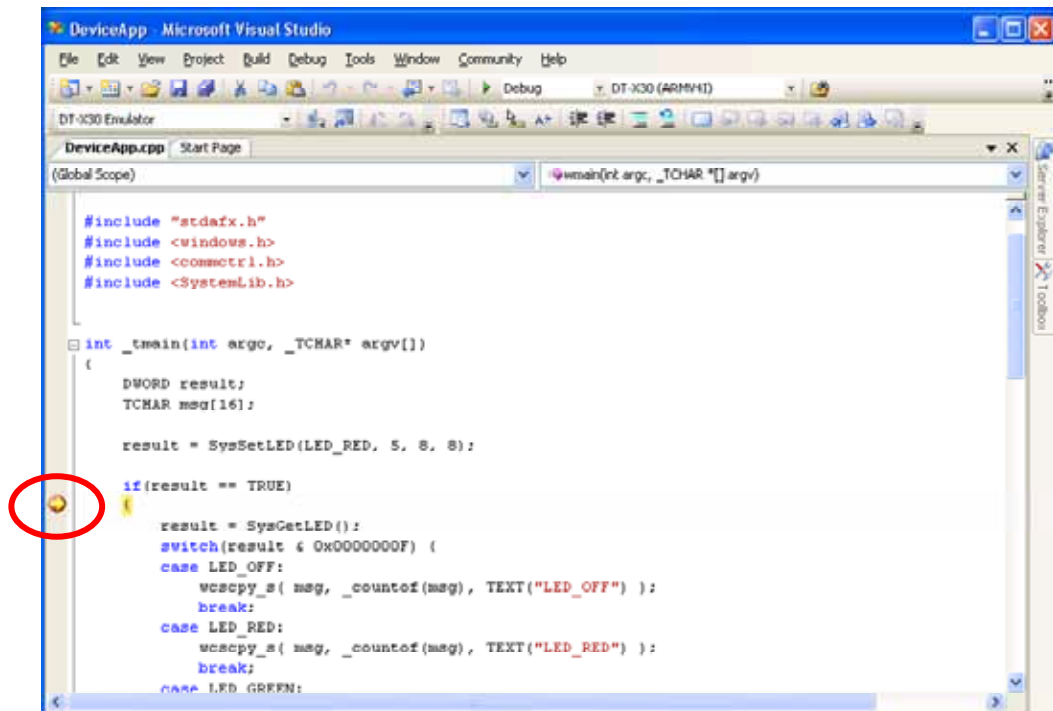 DeviceApp - Microsoft Visual Studio
File Edit View Project Build Debug Tools Window Community Help
Debug DT-X30 (ARMV4I)
DT-X30 Emulator
DeviceApp.cpp Start Page
(Global Scope) wmain(int argc, _TCHAR *[] argv)
Server Explorer
Toolbox
#include "stdafx.h"
#include <windows.h>
#include <commctrl.h>
#include <SystemLib.h>
int _tmain(int argc, _TCHAR* argv[])
{
DWORD result;
TCHAR msg[16];
result = SysSetLED(LED_RED, 5, 8, 8);
if(result == TRUE)
{
result = SysGetLED();
switch(result & 0x0000000F) {
case LED_OFF:
wcscpy_s( msg, _countof(msg), TEXT("LED_OFF") );
break;
case LED_RED:
wcscpy_s( msg, _countof(msg), TEXT("LED_RED") );
break;
case LED_GREEN: